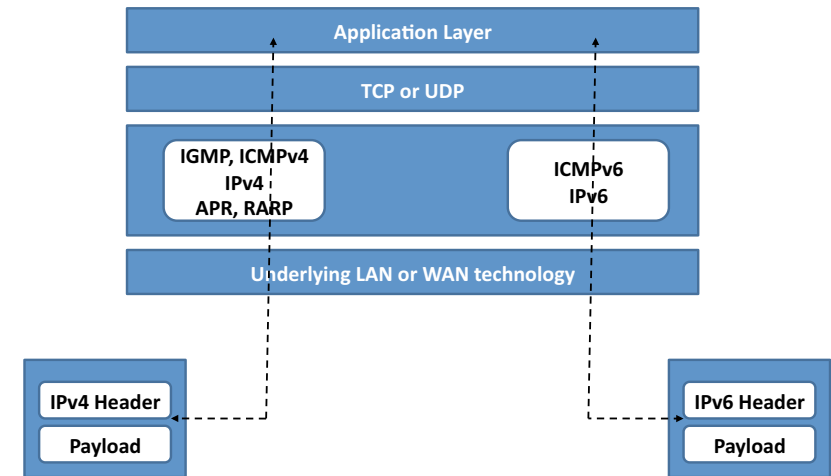 Application Layer
TCP or UDP
IGMP, ICMPv4
IPv4
APR, RARP
ICMPv6
IPv6
Underlying LAN or WAN technology
IPv4 Header
Payload
IPv6 Header
Payload